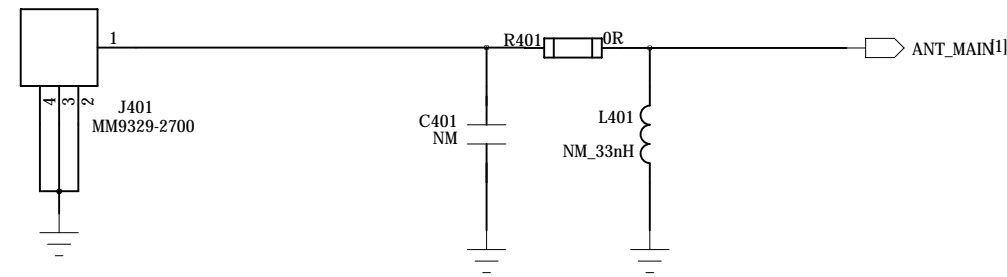 1
R401
0R
ANT_MAIN[1]
4
3
2
J401
MM9329-2700
C401
NM
L401
NM_33nH